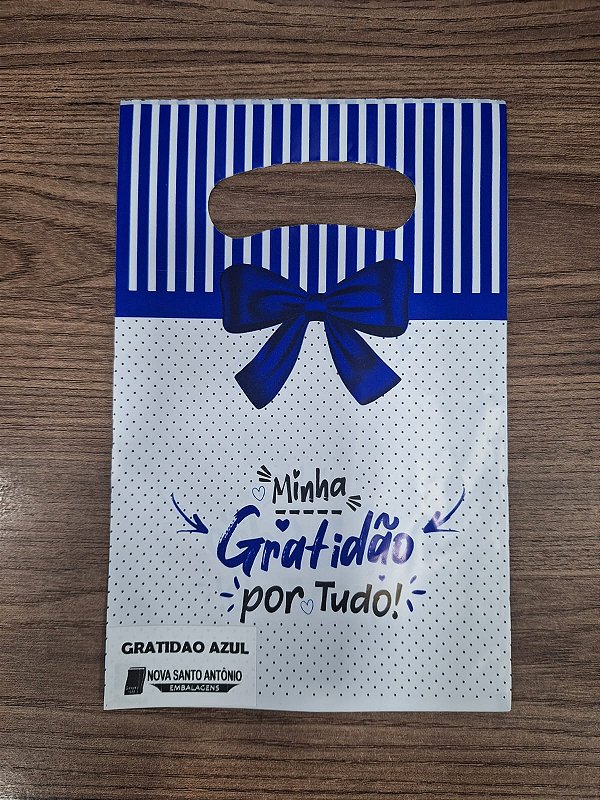 Minha
Gratidão
por Tudo!
GRATIDAO AZUL
NOVA SANTO ANTÔNIO
EMBALAGENS